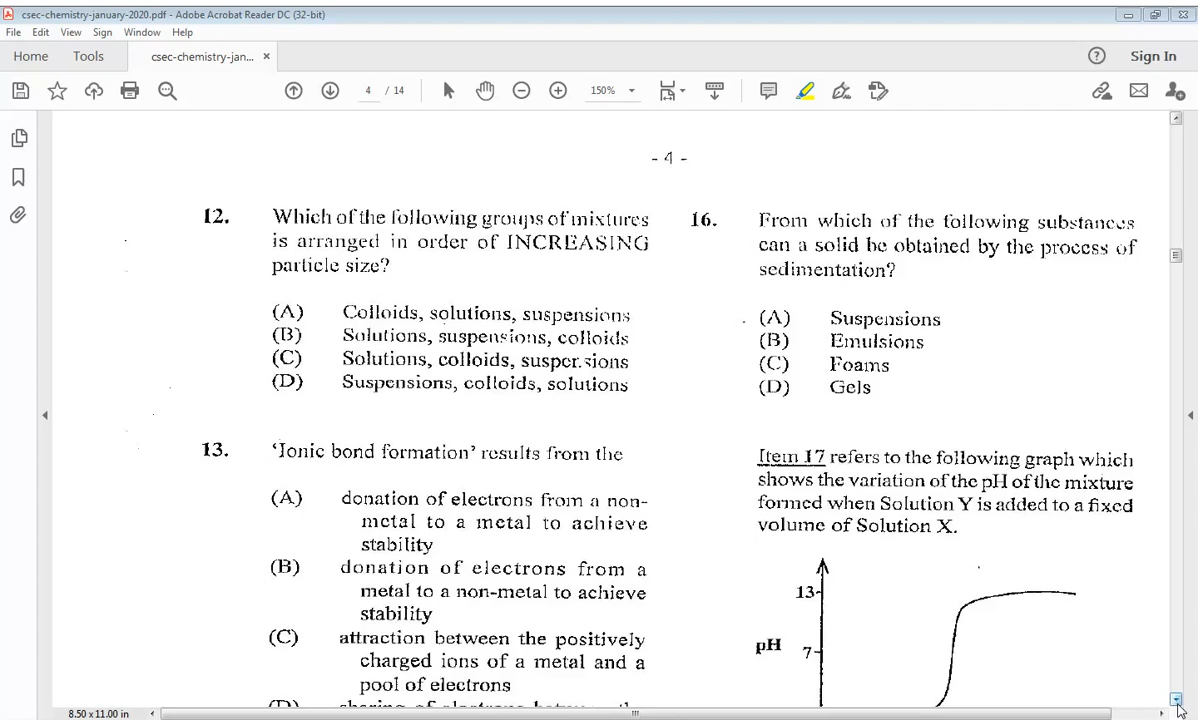 csec-chemistry-january-2020.pdf - Adobe Acrobat Reader DC (32-bit)
File Edit View Sign Window Help
Home Tools csec-chemistry-jan... × Sign In
4 / 14 150%
- 4 -
12. Which of the following groups of mixtures
is arranged in order of INCREASING
particle size?
(A) Colloids, solutions, suspensions
(B) Solutions, suspensions, colloids
(C) Solutions, colloids, suspensions
(D) Suspensions, colloids, solutions
13. 'Ionic bond formation' results from the
(A) donation of electrons from a non-
metal to a metal to achieve
stability
(B) donation of electrons from a
metal to a non-metal to achieve
stability
(C) attraction between the positively
charged ions of a metal and a
pool of electrons
16. From which of the following substances
can a solid be obtained by the process of
sedimentation?
(A) Suspensions
(B) Emulsions
(C) Foams
(D) Gels
Item 17 refers to the following graph which
shows the variation of the pH of the mixture
formed when Solution Y is added to a fixed
volume of Solution X.
13
pH 7
8.50 x 11.00 in